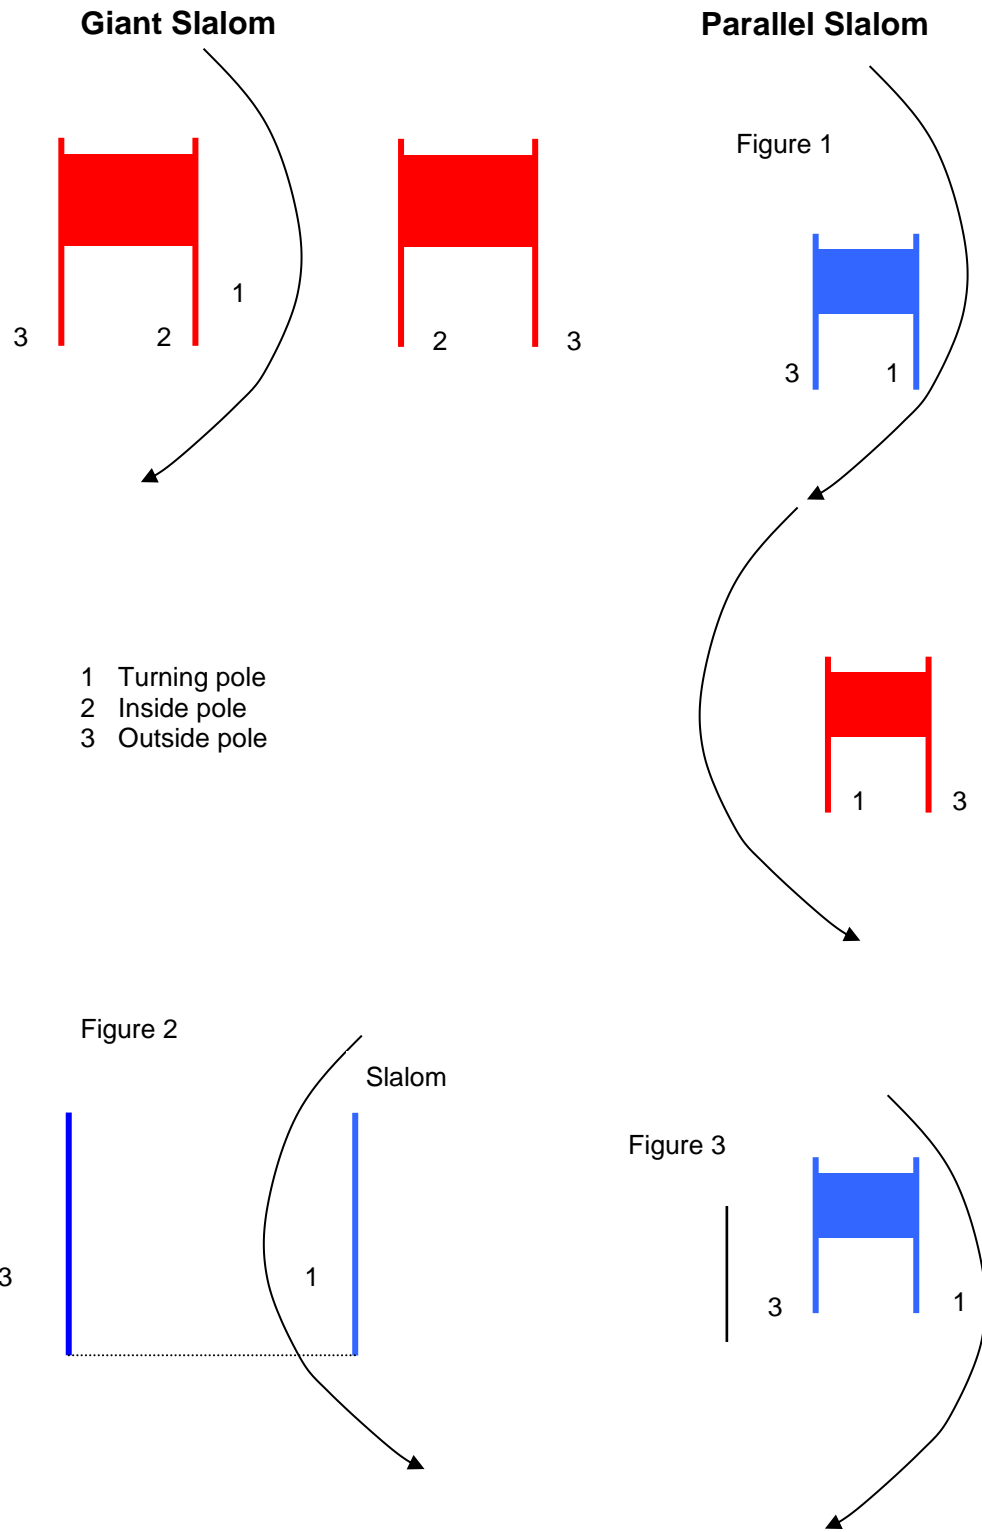 Giant Slalom
Parallel Slalom
Figure 1
1
3 2
2 3
3 1
1 Turning pole
2 Inside pole
3 Outside pole
1 3
Figure 2
Slalom
Figure 3
3 1
3 1